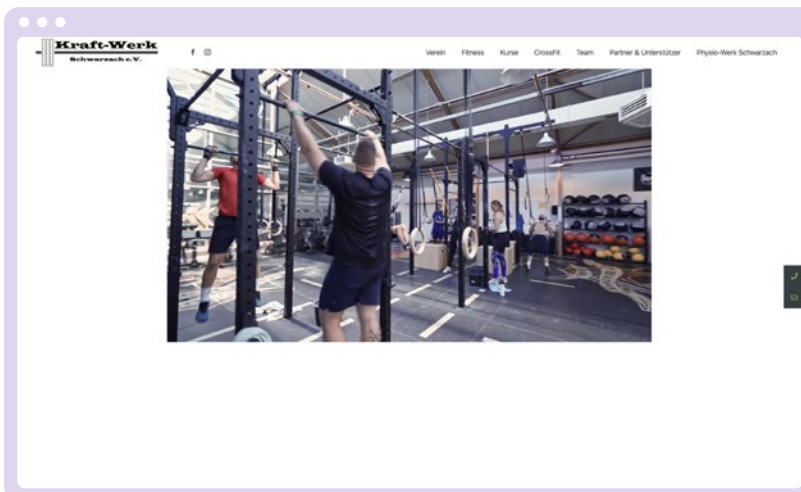 Kraft-Werk
Schwarzach e.V.
Verein Fitness Kurse CrossFit Team Partner & Unterstützer Physio-Werk Schwarzach